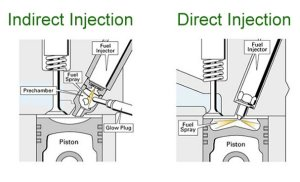 Indirect Injection
Direct Injection
Fuel
Injector
Fuel
Spray
Prechamber
Piston
Glow Plug
Fuel
Injector
Fuel
Spray
Piston